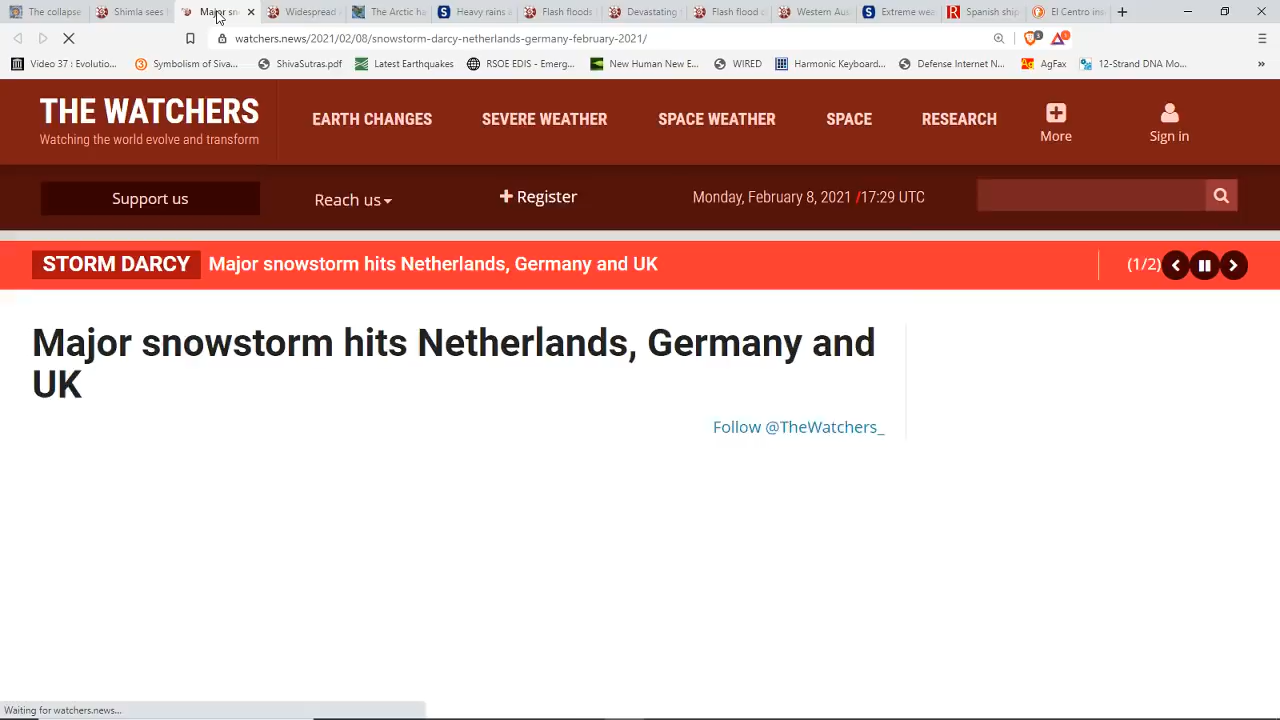 The collapse
Shimla sees
Major sno
Widespread
The Arctic ha
Heavy rains a
Flash floods
Devastating
Flash flood c
Western Aus
Extreme wea
Spanish ship
El Centro ins
watchers.news/2021/02/08/snowstorm-darcy-netherlands-germany-february-2021/
Video 37 : Evolutio...
Symbolism of Siva...
ShivaSutras.pdf
Latest Earthquakes
RSOE EDIS - Emerg...
New Human New E...
WIRED
Harmonic Keyboard...
Defense Internet N...
AgFax
12-Strand DNA Mo...
THE WATCHERS
Watching the world evolve and transform
EARTH CHANGES
SEVERE WEATHER
SPACE WEATHER
SPACE
RESEARCH
More
Sign in
Support us
Reach us
Register
Monday, February 8, 2021 /17:29 UTC
STORM DARCY
Major snowstorm hits Netherlands, Germany and UK
(1/2)
Major snowstorm hits Netherlands, Germany and
UK
Follow @TheWatchers_
Waiting for watchers.news...